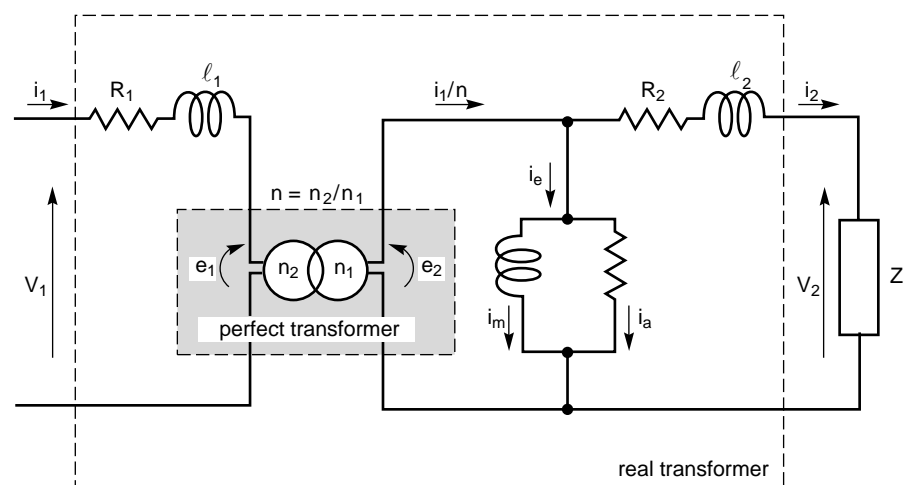 i1
R1
ℓ1
i1/n
R2
ℓ2
i2
ie
n = n2/n1
e1
n2
n1
e2
V1
V2
Z
im
ia
perfect transformer
real transformer